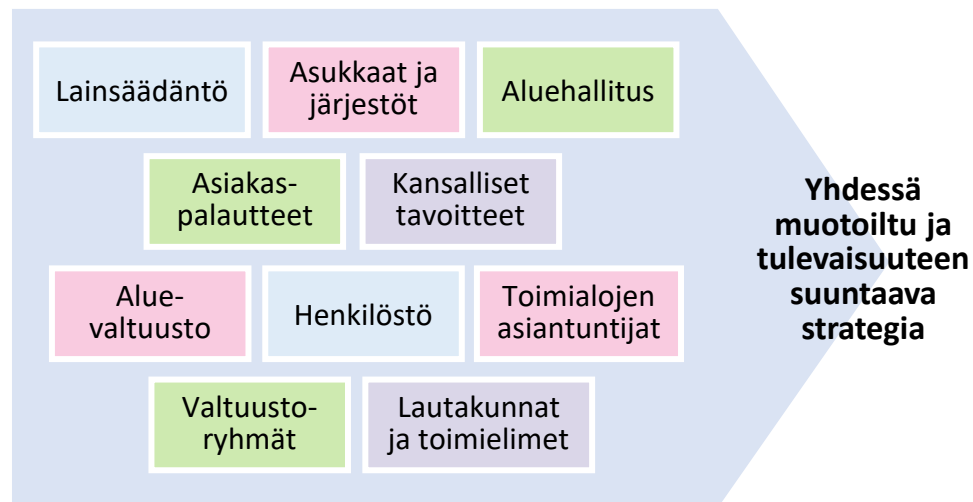 Lainsäädäntö
Asukkaat ja
järjestöt
Aluehallitus
Asiakas-
palautteet
Kansalliset
tavoitteet
Alue-
valtuusto
Henkilöstö
Toimialojen
asiantuntijat
Valtuusto-
ryhmät
Lautakunnat
ja toimielimet
Yhdessä
muotoiltu ja
tulevaisuuteen
suuntaava
strategia